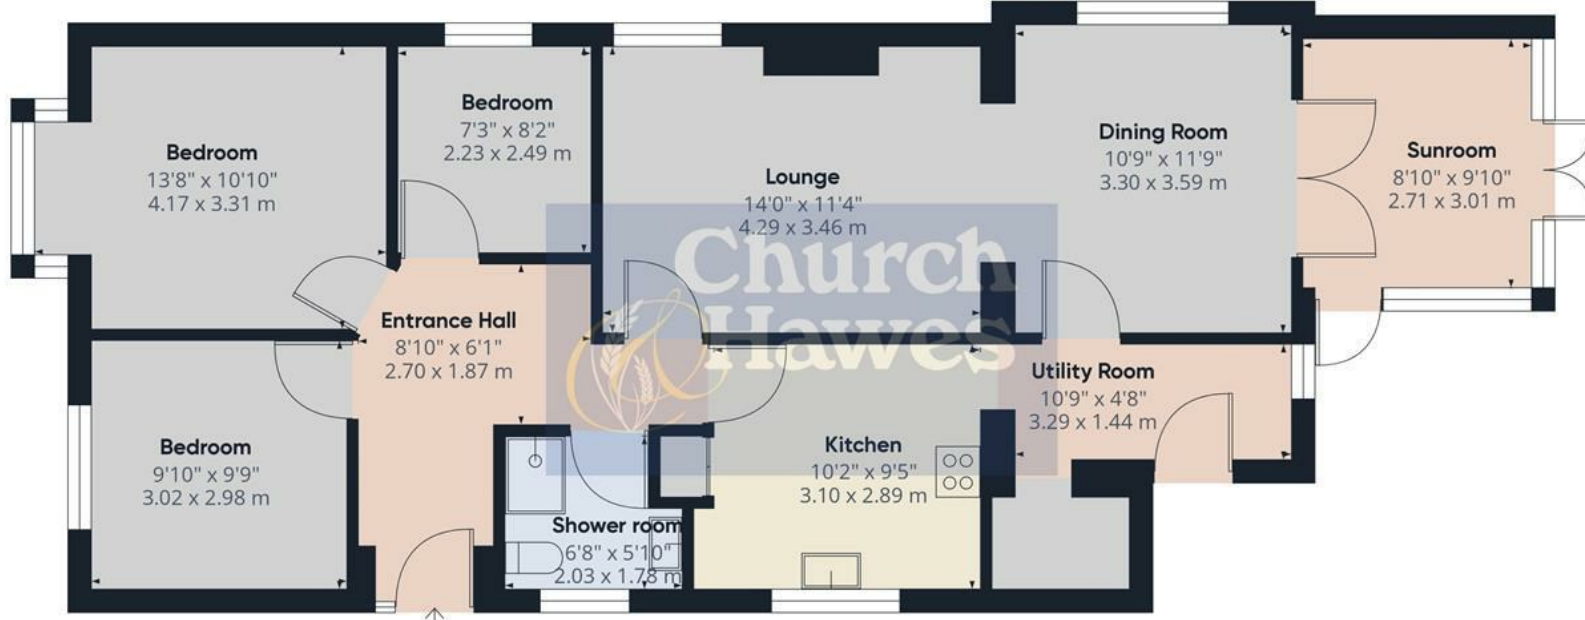 Bedroom
13'8" x 10'10"
4.17 x 3.31 m
Bedroom
7'3" x 8'2"
2.23 x 2.49 m
Lounge
14'0" x 11'4"
4.29 x 3.46 m
Dining Room
10'9" x 11'9"
3.30 x 3.59 m
Sunroom
8'10" x 9'10"
2.71 x 3.01 m
Church
Hawes
Entrance Hall
8'10" x 6'1"
2.70 x 1.87 m
Utility Room
10'9" x 4'8"
3.29 x 1.44 m
Bedroom
9'10" x 9'9"
3.02 x 2.98 m
Kitchen
10'2" x 9'5"
3.10 x 2.89 m
Shower room
6'8" x 5'10"
2.03 x 1.78 m